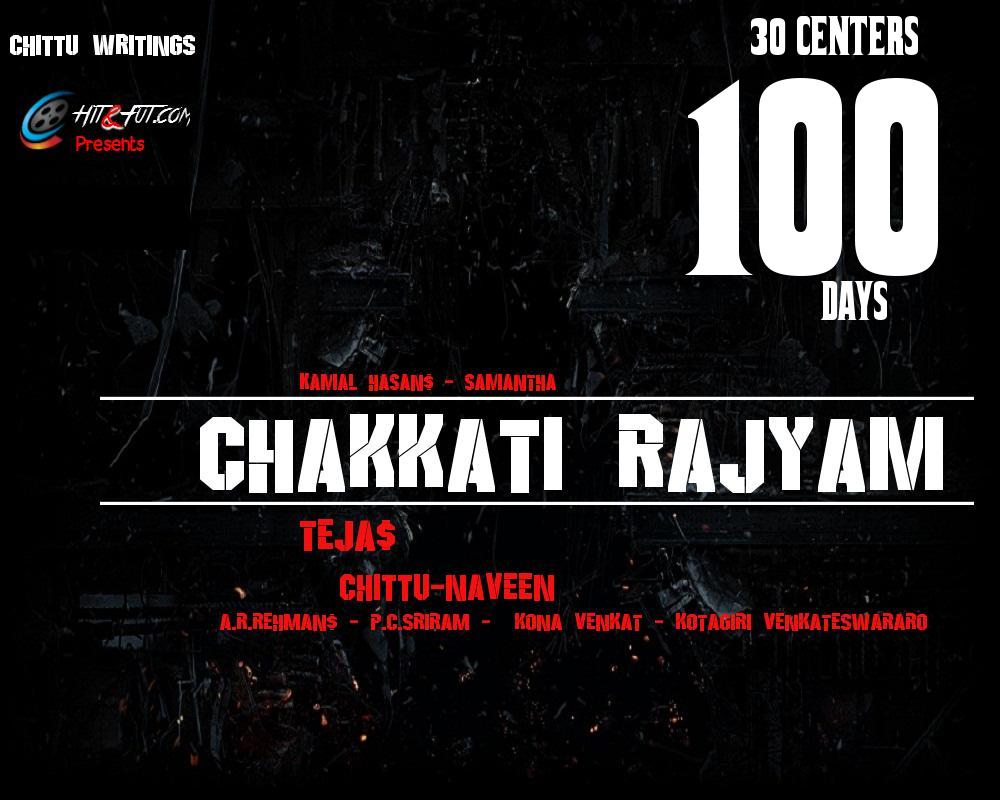 CHITTU WRITINGS
HIT&FUT.COM
Presents
30 CENTERS
100
DAYS
KAMAL HASAN$ - SAMANTHA
CHAKKATI RAJYAM
TEJA$
CHITTU-NAVEEN
A.R.REHMAN$ - P.C.SRIRAM - KONA VENKAT - KOTAGIRI VENKATESWARARO